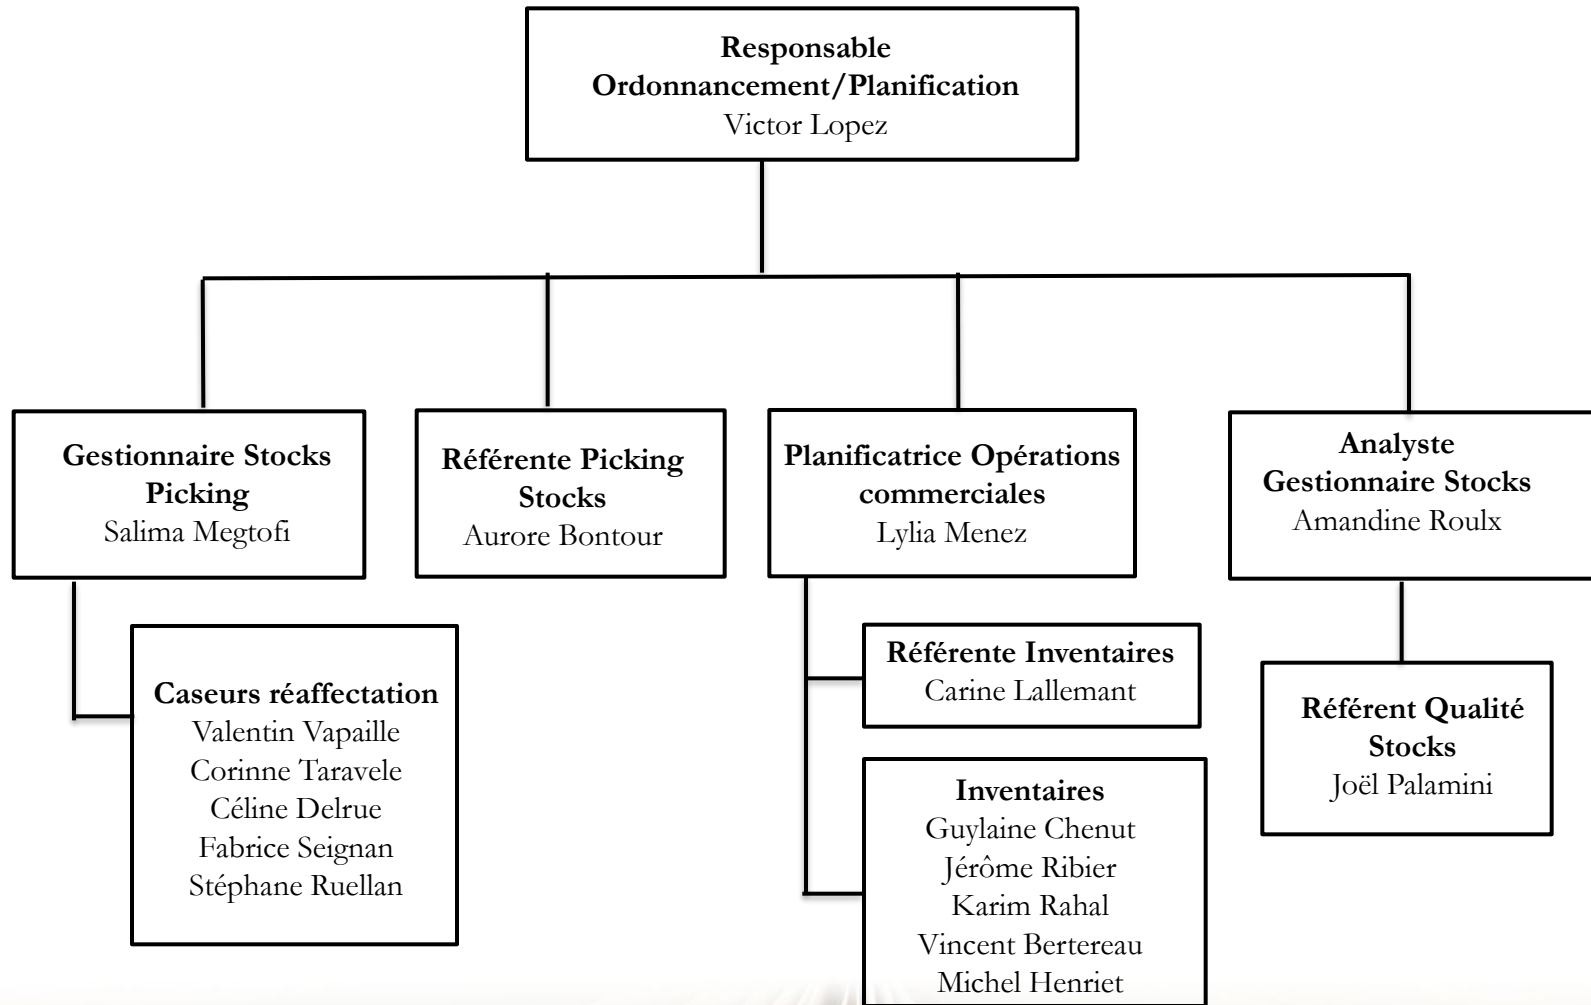 Responsable
Ordonnancement/Planification
Victor Lopez
Gestionnaire Stocks
Picking
Salima Megtofi
Référente Picking
Stocks
Aurore Bontour
Planificatrice Opérations
commerciales
Lylia Menez
Analyste
Gestionnaire Stocks
Amandine Roulx
Caseurs réaffectation
Valentin Vapaille
Corinne Taravele
Céline Delrue
Fabrice Seignan
Stéphane Ruellan
Référente Inventaires
Carine Lallemant
Inventaires
Guylaine Chenut
Jérôme Ribier
Karim Rahal
Vincent Bertereau
Michel Henriet
Référent Qualité
Stocks
Joël Palamini